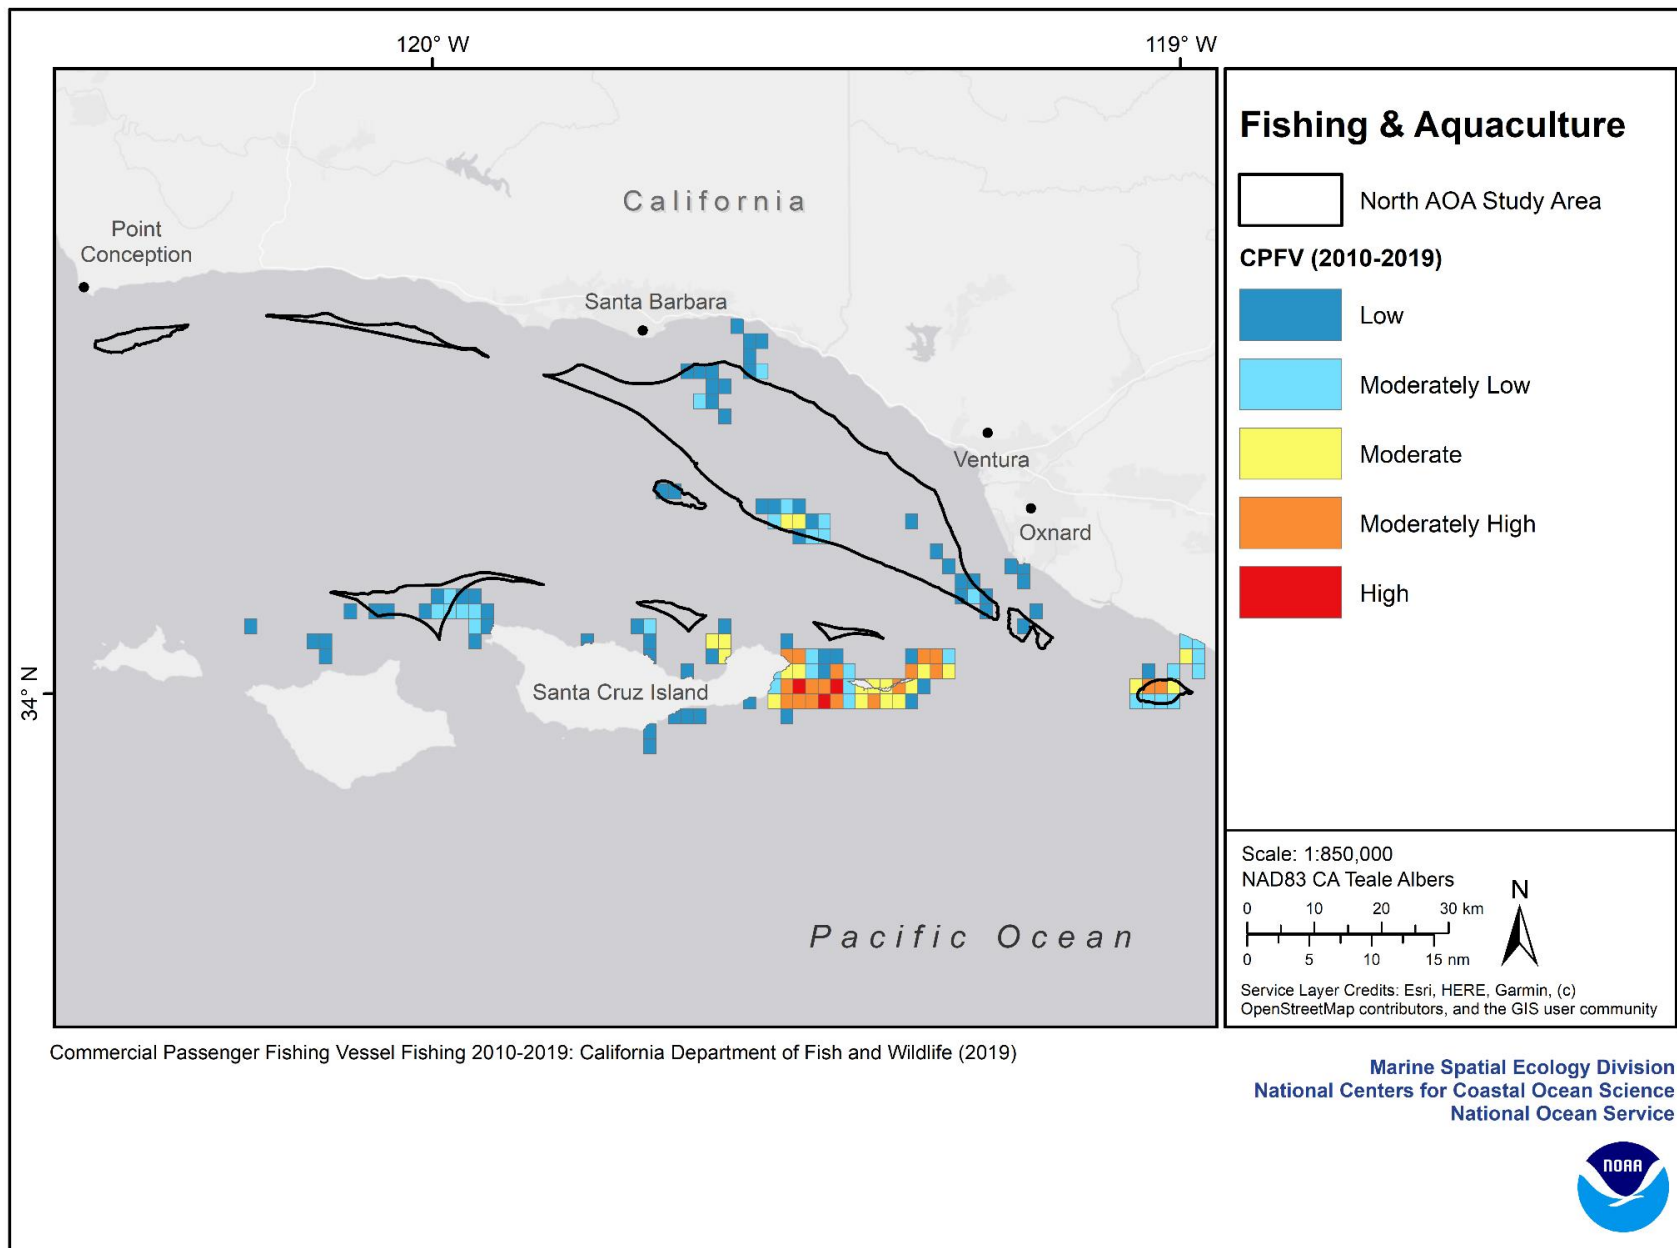 120° W
119° W
Point
Conception
California
Santa Barbara
Ventura
Oxnard
Santa Cruz Island
34° N
Pacific Ocean
Fishing & Aquaculture
North AOA Study Area
CPFV (2010-2019)
Low
Moderately Low
Moderate
Moderately High
High
Scale: 1:850,000
NAD83 CA Teale Albers
0 10 20 30 km
0 5 10 15 nm
N
Service Layer Credits: Esri, HERE, Garmin, (c)
OpenStreetMap contributors, and the GIS user community
Commercial Passenger Fishing Vessel Fishing 2010-2019: California Department of Fish and Wildlife (2019)
Marine Spatial Ecology Division
National Centers for Coastal Ocean Science
National Ocean Service
NOAA